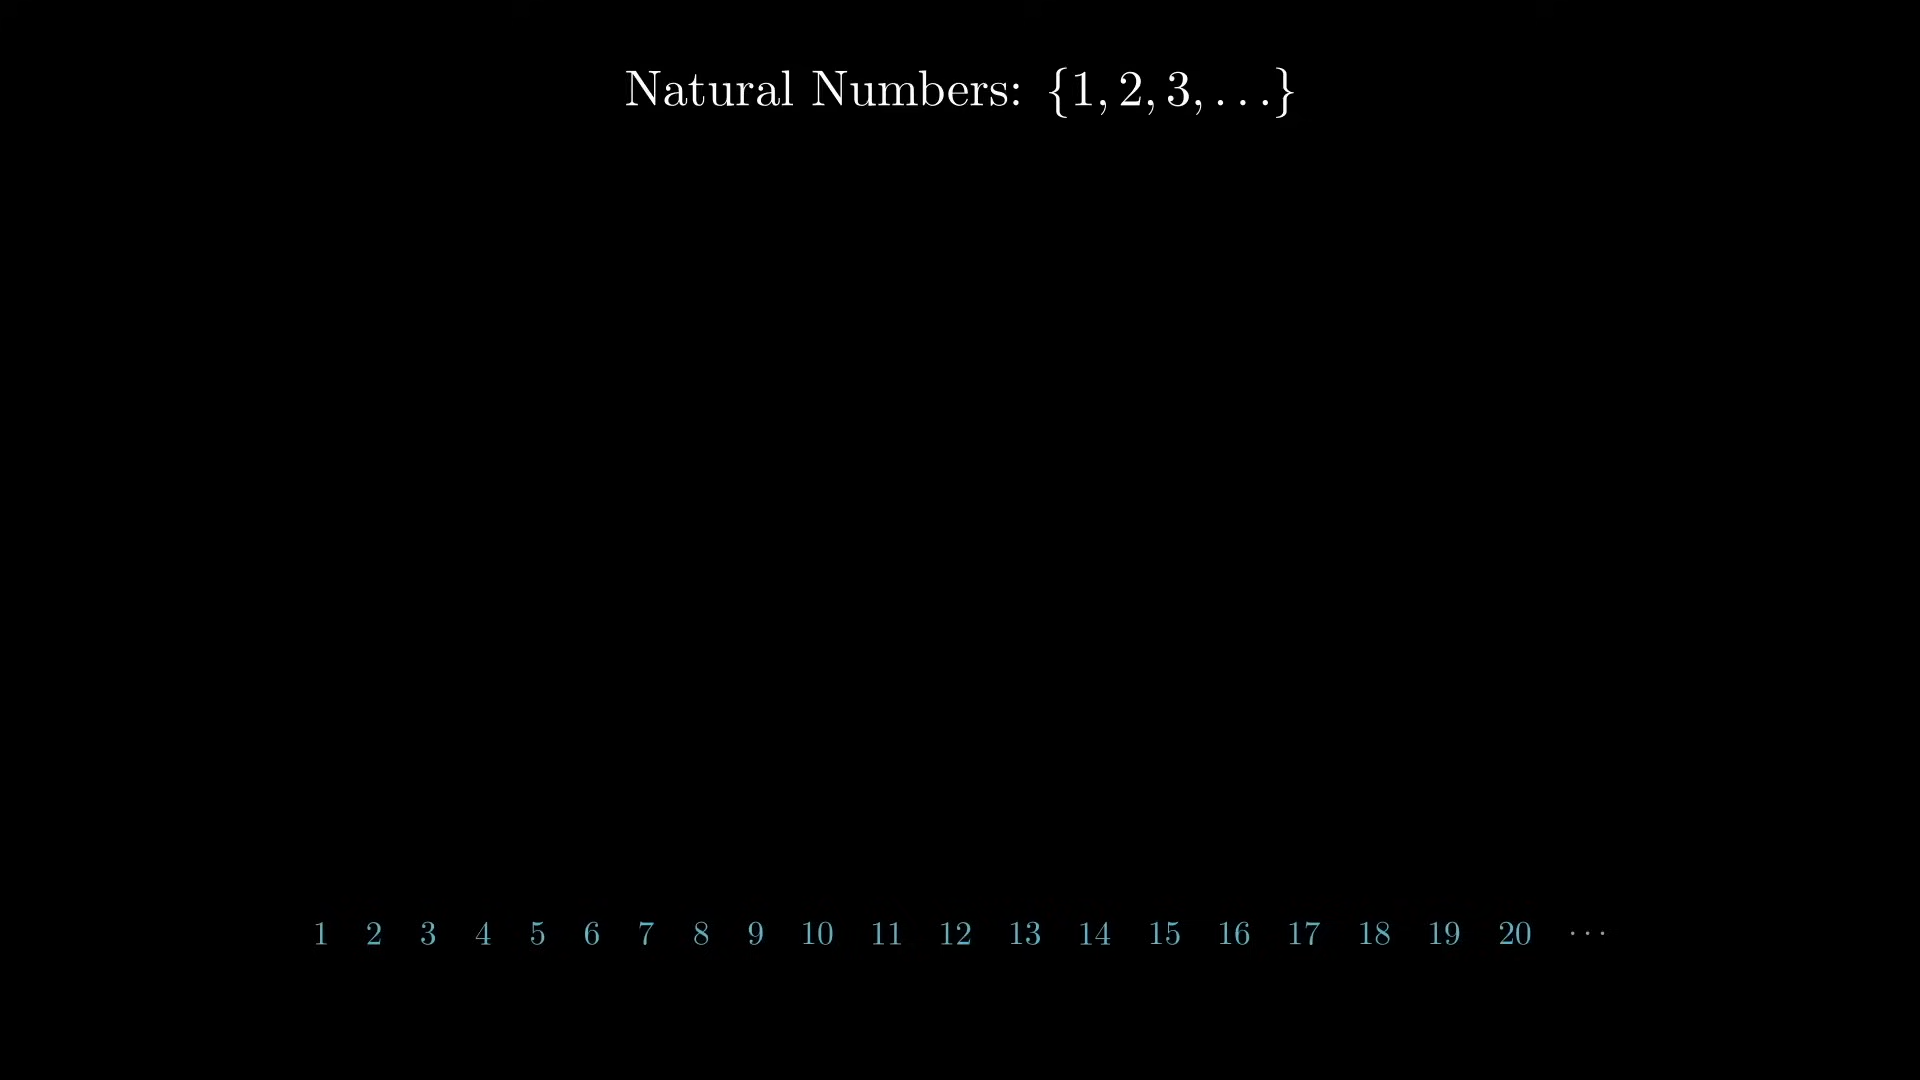 Natural Numbers: {1, 2, 3, . . .}
1 2 3 4 5 6 7 8 9 10 11 12 13 14 15 16 17 18 19 20 · · ·